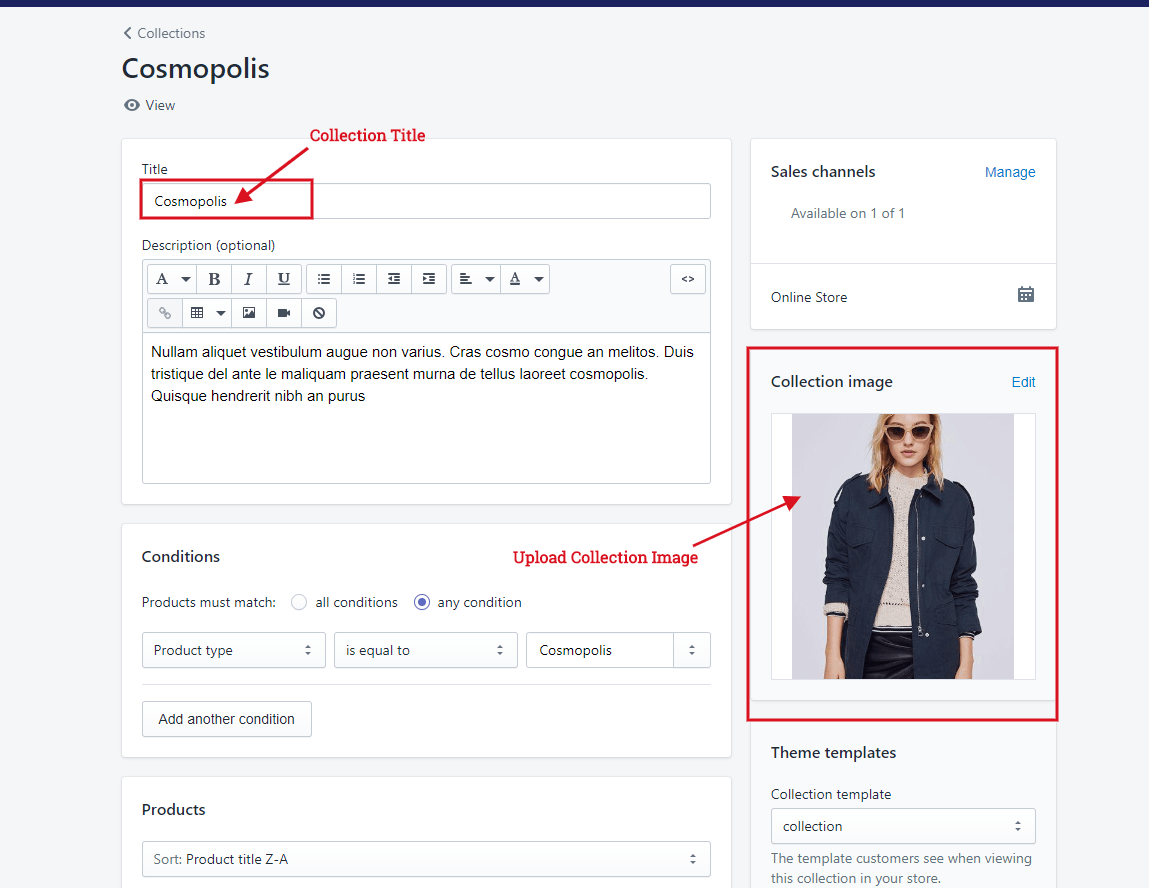 Collections
Cosmopolis
View
Collection Title
Title
Cosmopolis
Description (optional)
A B I U A <>
Nullam aliquet vestibulum augue non varius. Cras cosmo congue an melitos. Duis
tristique del ante le maliquam praesent murna de tellus laoreet cosmopolis.
Quisque hendrerit nibh an purus
Conditions
Products must match: all conditions any condition
Product type is equal to Cosmopolis
Add another condition
Products
Sort: Product title Z-A
Sales channels Manage
Available on 1 of 1
Online Store
Collection image Edit
Upload Collection Image
Theme templates
Collection template
collection
The template customers see when viewing
this collection in your store.